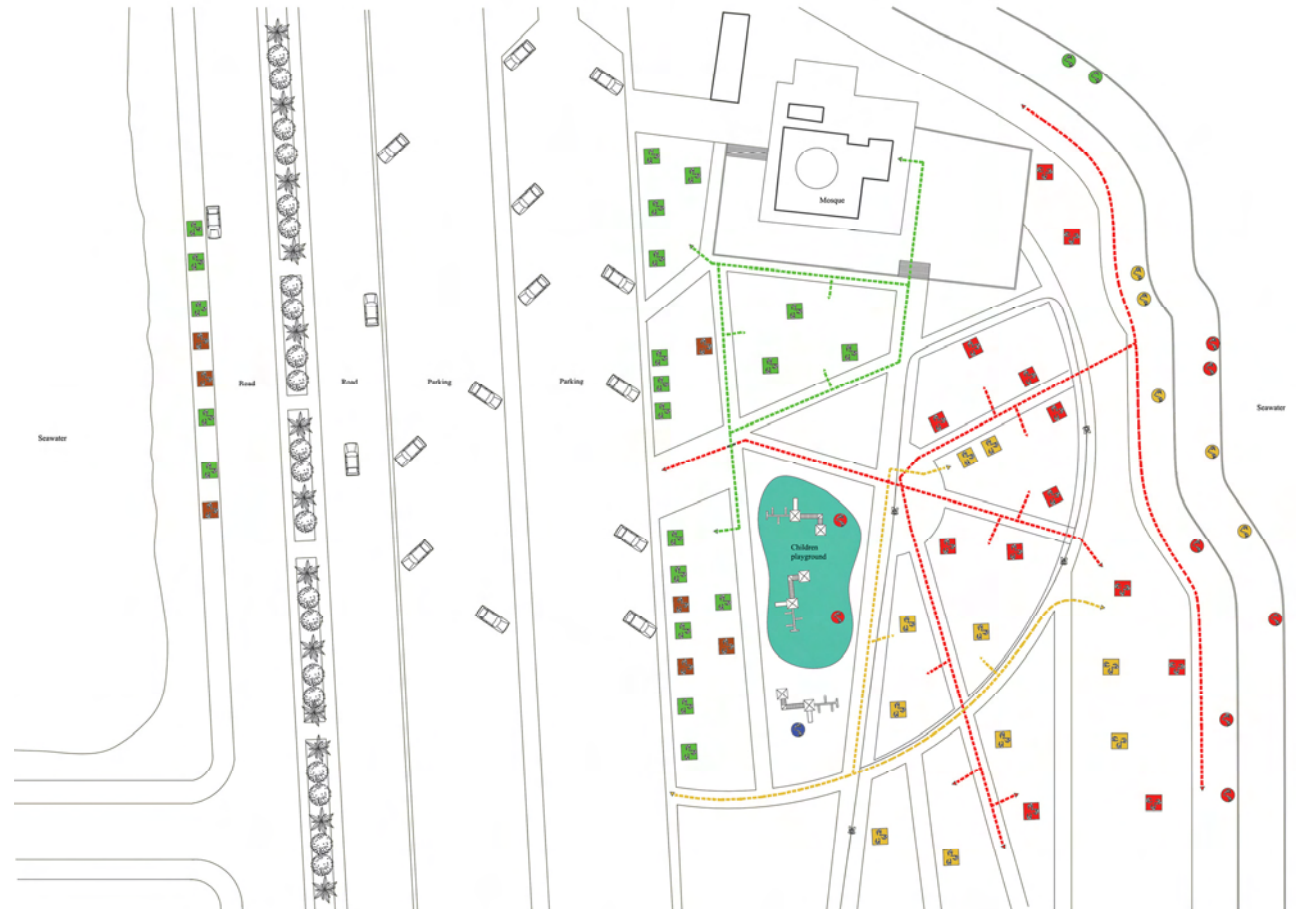 Mosque
Road
Road
Parking
Parking
Seawater
Seawater
Children
playground